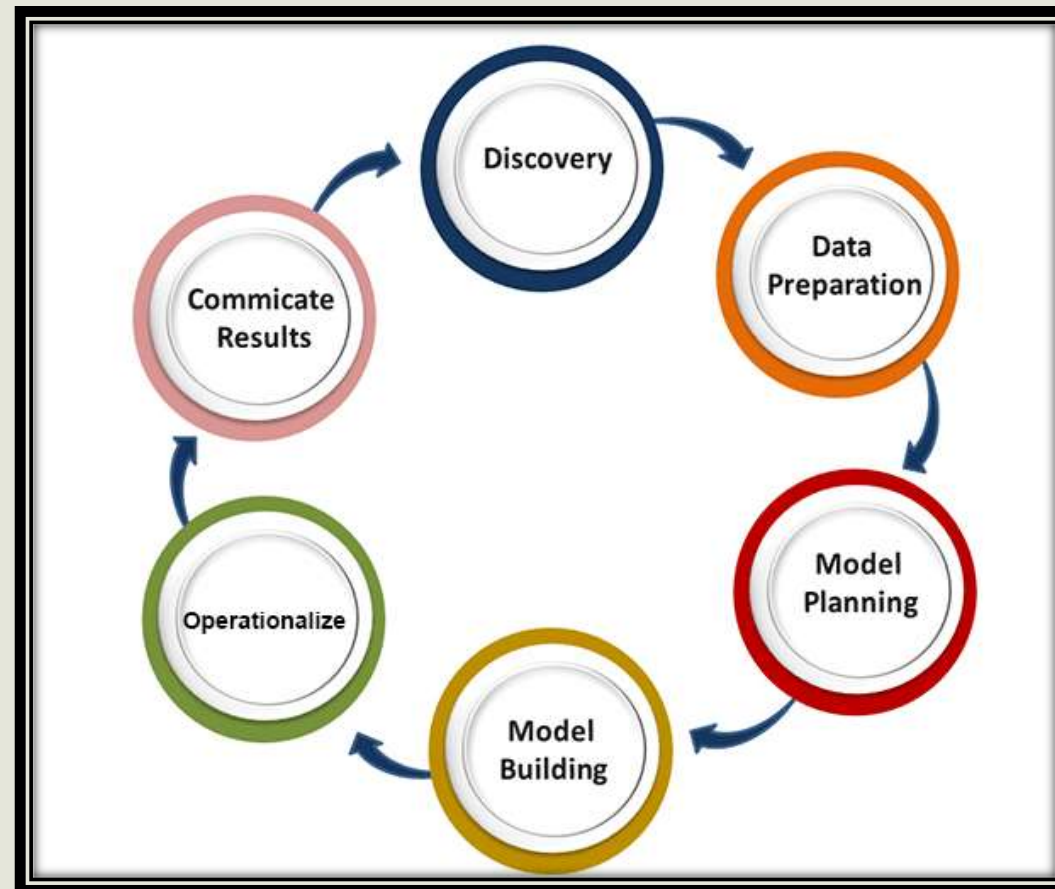 Discovery
Data
Preparation
Model
Planning
Model
Building
Operationalize
Commicate
Results